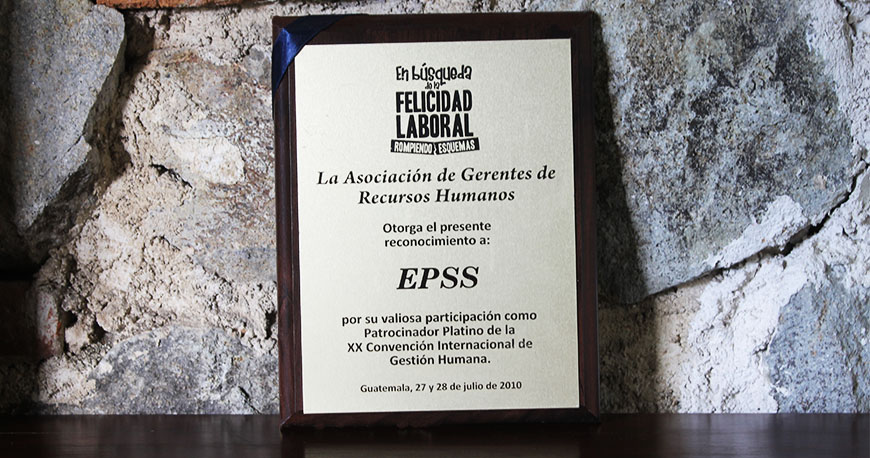 En búsqueda
de la
FELICIDAD
LABORAL
ROMPIENDO ESQUEMAS
La Asociación de Gerentes de
Recursos Humanos
Otorga el presente
reconocimiento a:
EPSS
por su valiosa participación como
Patrocinador Platino de la
XX Convención Internacional de
Gestión Humana.
Guatemala, 27 y 28 de julio de 2010